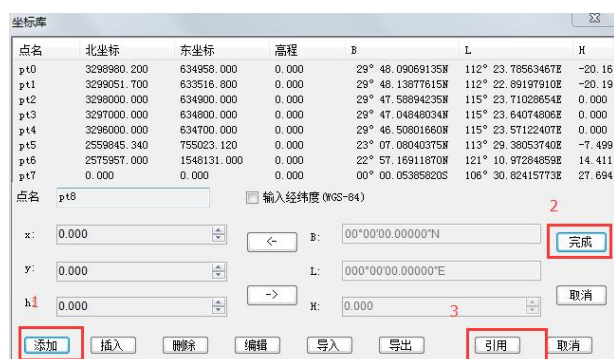 坐标库
点名 北坐标 东坐标 高程 B L H
pt0 3298980.200 634958.000 0.000 29° 48.09069135N 112° 23.78563467E -20.16
pt1 3299051.700 633516.800 0.000 29° 48.13877615N 112° 22.89197910E -20.19
pt2 3298000.000 634900.000 0.000 29° 47.58894235N 112° 23.71028654E 0.000
pt3 3297000.000 634800.000 0.000 29° 47.04848034N 112° 23.64074806E 0.000
pt4 3296000.000 634700.000 0.000 29° 46.50801660N 112° 23.57122407E 0.000
pt5 2559845.340 755023.120 0.000 23° 07.08040375N 113° 29.38053740E -7.499
pt6 2575957.000 1548131.000 0.000 22° 57.16911870N 121° 10.97284859E 14.411
pt7 0.000 0.000 0.000 00° 00.05385820S 106° 30.82415773E 27.694
点名 pt8 输入经纬度(WGS-84)
2
x: 0.000 <- B: 00°00'00.00000"N 完成
y: 0.000 L: 000°00'00.00000"E
h: 0.000 -> H: 0.000 取消
1 3
添加 插入 删除 编辑 导入 导出 引用 取消